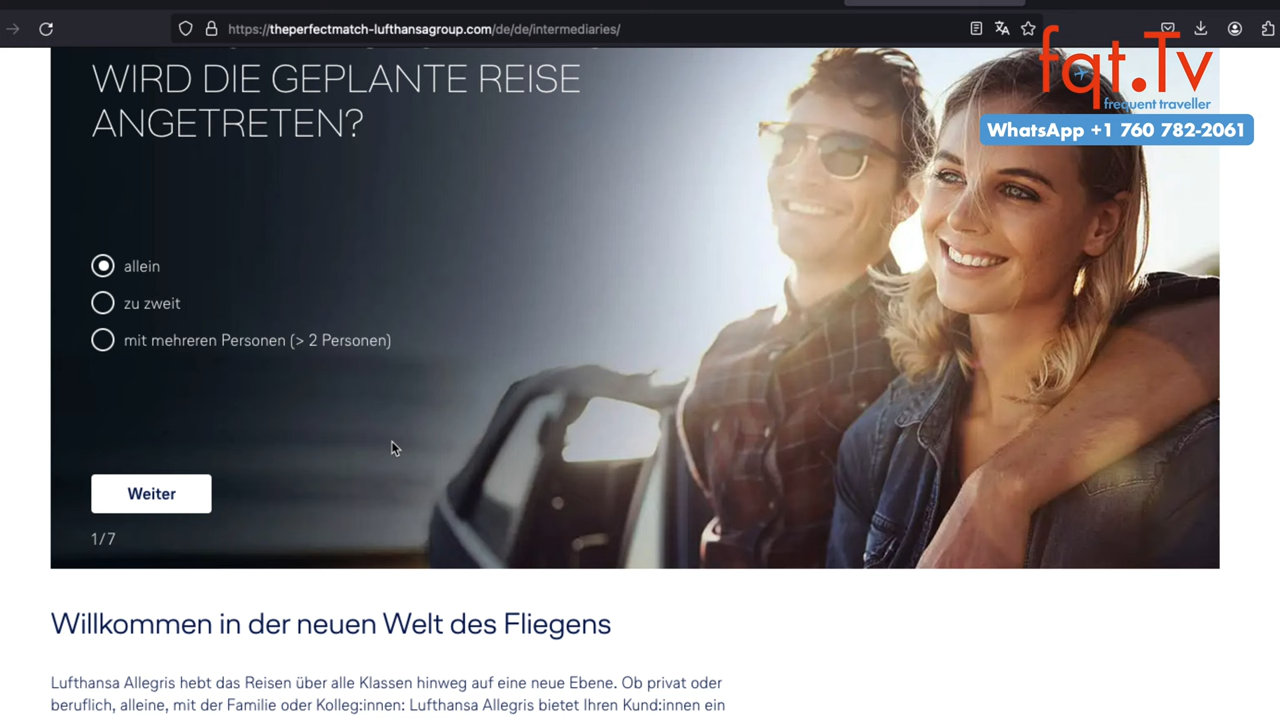 https://theperfectmatch-lufthansagroup.com/de/de/intermediaries/
fqt.Tv
frequent traveller
WhatsApp +1 760 782-2061
WIRD DIE GEPLANTE REISE
ANGETRETEN?
allein
zu zweit
mit mehreren Personen (> 2 Personen)
Weiter
1/7
Willkommen in der neuen Welt des Fliegens
Lufthansa Allegris hebt das Reisen über alle Klassen hinweg auf eine neue Ebene. Ob privat oder
beruflich, alleine, mit der Familie oder Kolleg:innen: Lufthansa Allegris bietet Ihren Kund:innen ein